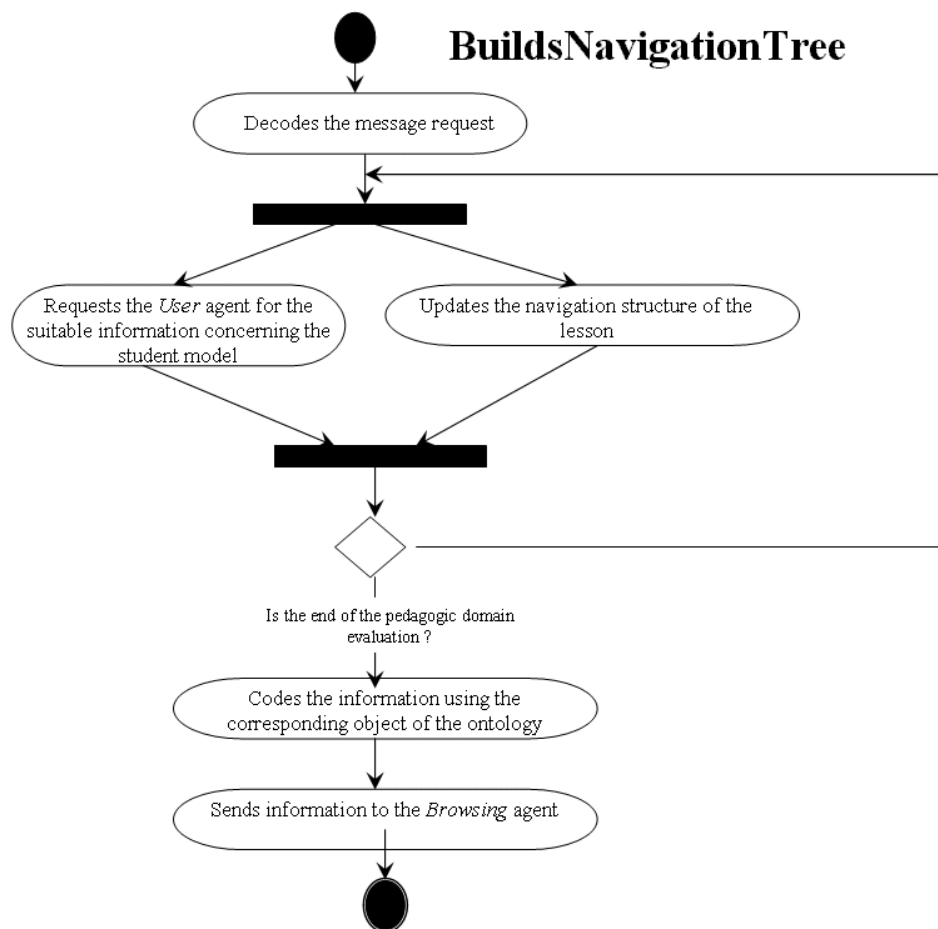 BuildsNavigationTree
Decodes the message request
Requests the User agent for the
suitable information concerning the
student model
Updates the navigation structure of the
lesson
Is the end of the pedagogic domain
evaluation ?
Codes the information using the
corresponding object of the ontology
Sends information to the Browsing agent